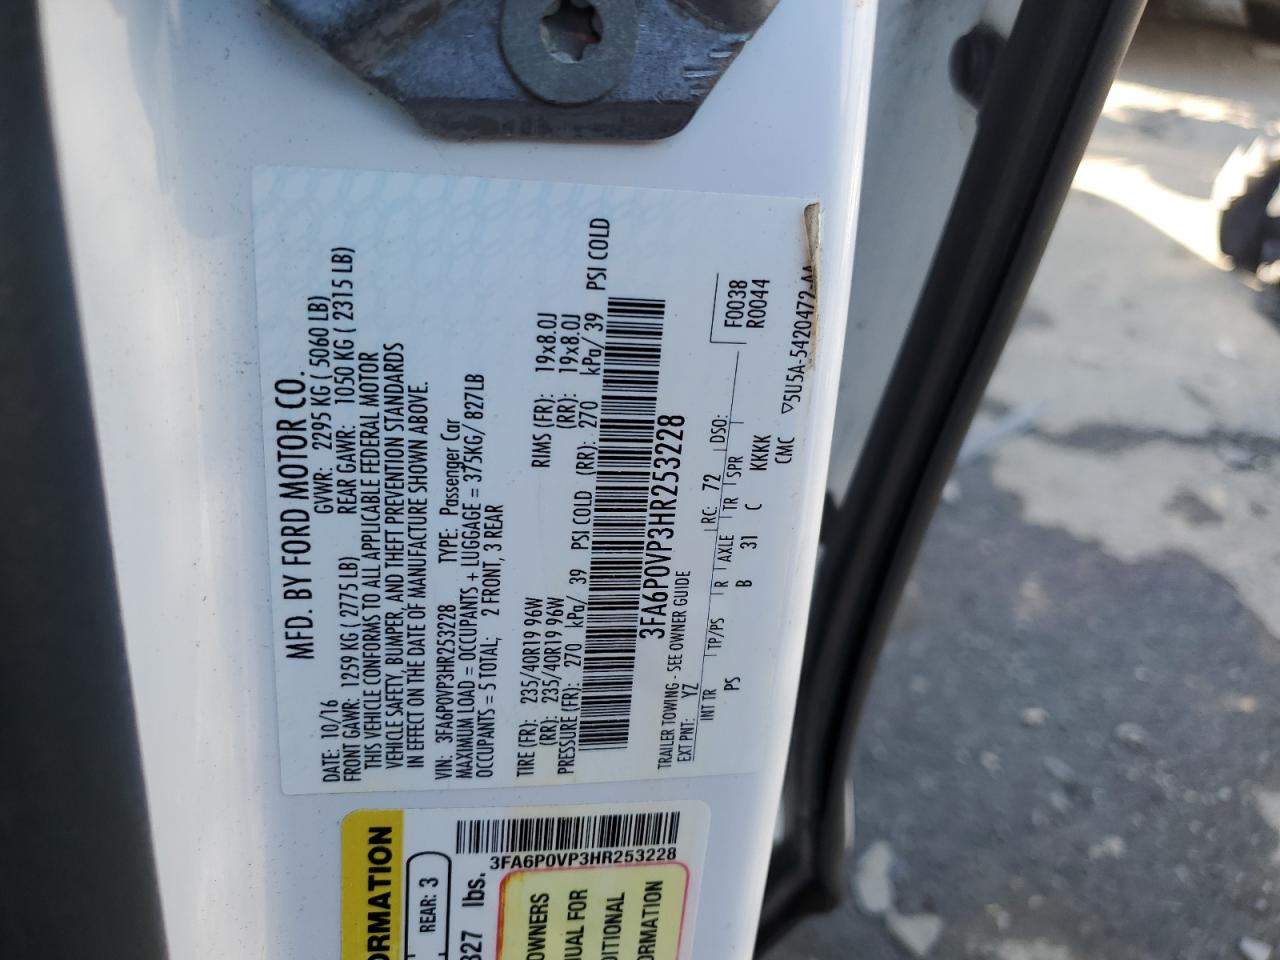 MFD. BY FORD MOTOR CO.
DATE: 10/16 GVWR: 2295 KG ( 5060 LB)
FRONT GAWR: 1259 KG ( 2775 LB) REAR GAWR: 1050 KG ( 2315 LB)
THIS VEHICLE CONFORMS TO ALL APPLICABLE FEDERAL MOTOR
VEHICLE SAFETY, BUMPER, AND THEFT PREVENTION STANDARDS
IN EFFECT ON THE DATE OF MANUFACTURE SHOWN ABOVE.
VIN: 3FA6P0VP3HR253228 TYPE: Passenger Car
MAXIMUM LOAD = OCCUPANTS + LUGGAGE = 375KG/ 827LB
OCCUPANTS = 5 TOTAL; 2 FRONT, 3 REAR
TIRE (FR): 235/40R19 96W RIMS (FR): 19x8.0J
(RR): 235/40R19 96W (RR): 19x8.0J
PRESSURE (FR): 270 kPa/ 39 PSI COLD (RR): 270 kPa/ 39 PSI COLD
3FA6P0VP3HR253228
TRAILER TOWING - SEE OWNER GUIDE
EXT PNT: YZ RC: 72 DSO: F0038
R0044
INT TR TP/PS R AXLE TR SPR
PS B 31 C KKKK
CMC
▽5U5A-5420472-AA
ORMATION
REAR: 3
827 lbs.
3FA6P0VP3HR253228
OWNERS
UAL FOR
DITIONAL
ORMATION